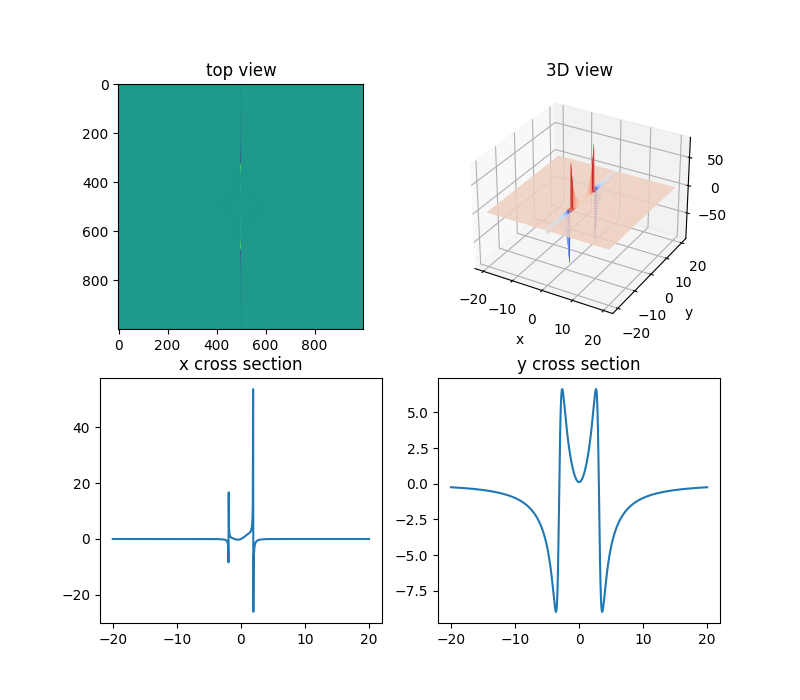 top view
0
200
400
600
800
0 200 400 600 800
3D view
50
0
−50
−20 −10 0 10 20
x
−20 −10 0 10 20
y
x cross section
40
20
0
−20
−20 −10 0 10 20
y cross section
5.0
2.5
0.0
−2.5
−5.0
−7.5
−20 −10 0 10 20